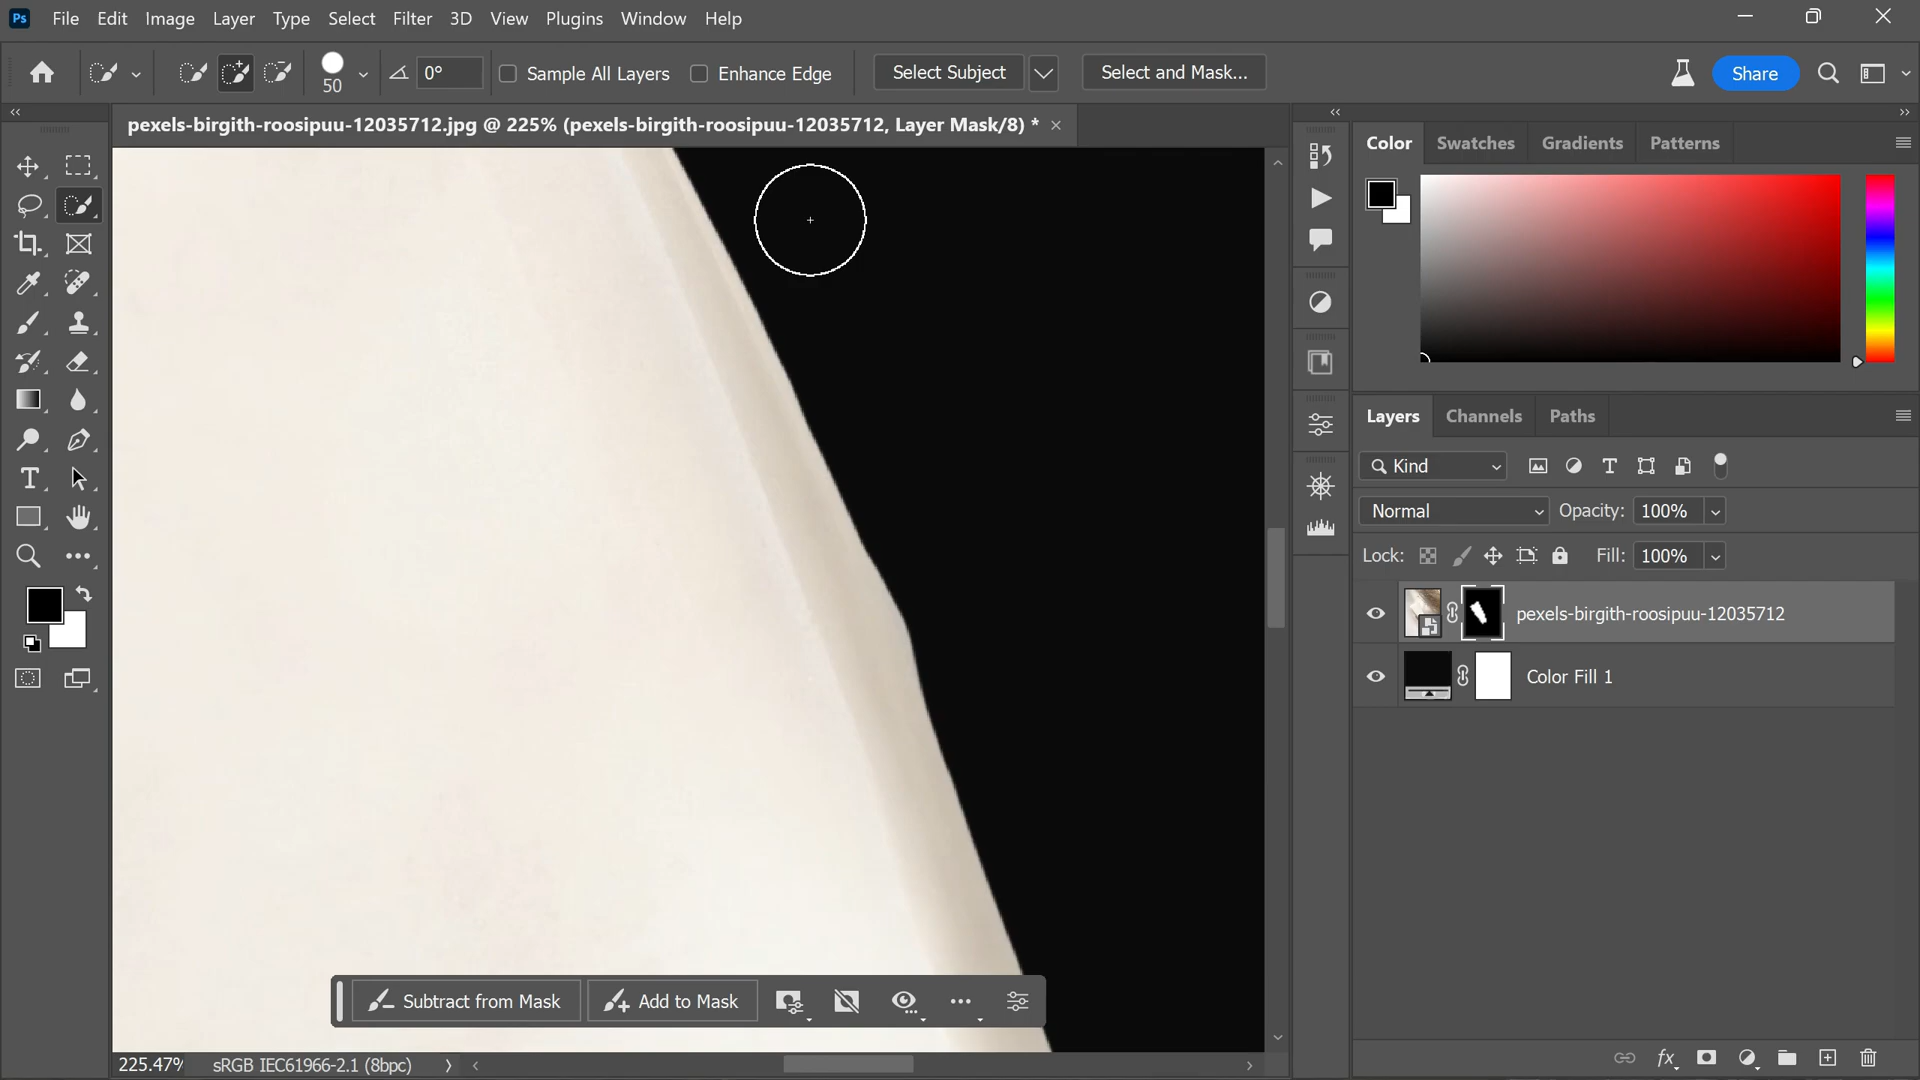 Ps File Edit Image Layer Type Select Filter 3D View Plugins Window Help
50 0° Sample All Layers Enhance Edge Select Subject Select and Mask... Share
pexels-birgith-roosipuu-12035712.jpg @ 225% (pexels-birgith-roosipuu-12035712, Layer Mask/8) *
Color Swatches Gradients Patterns
Layers Channels Paths
Kind
Normal Opacity: 100%
Lock: Fill: 100%
pexels-birgith-roosipuu-12035712
Color Fill 1
Subtract from Mask Add to Mask
225.47% sRGB IEC61966-2.1 (8bpc)
fx